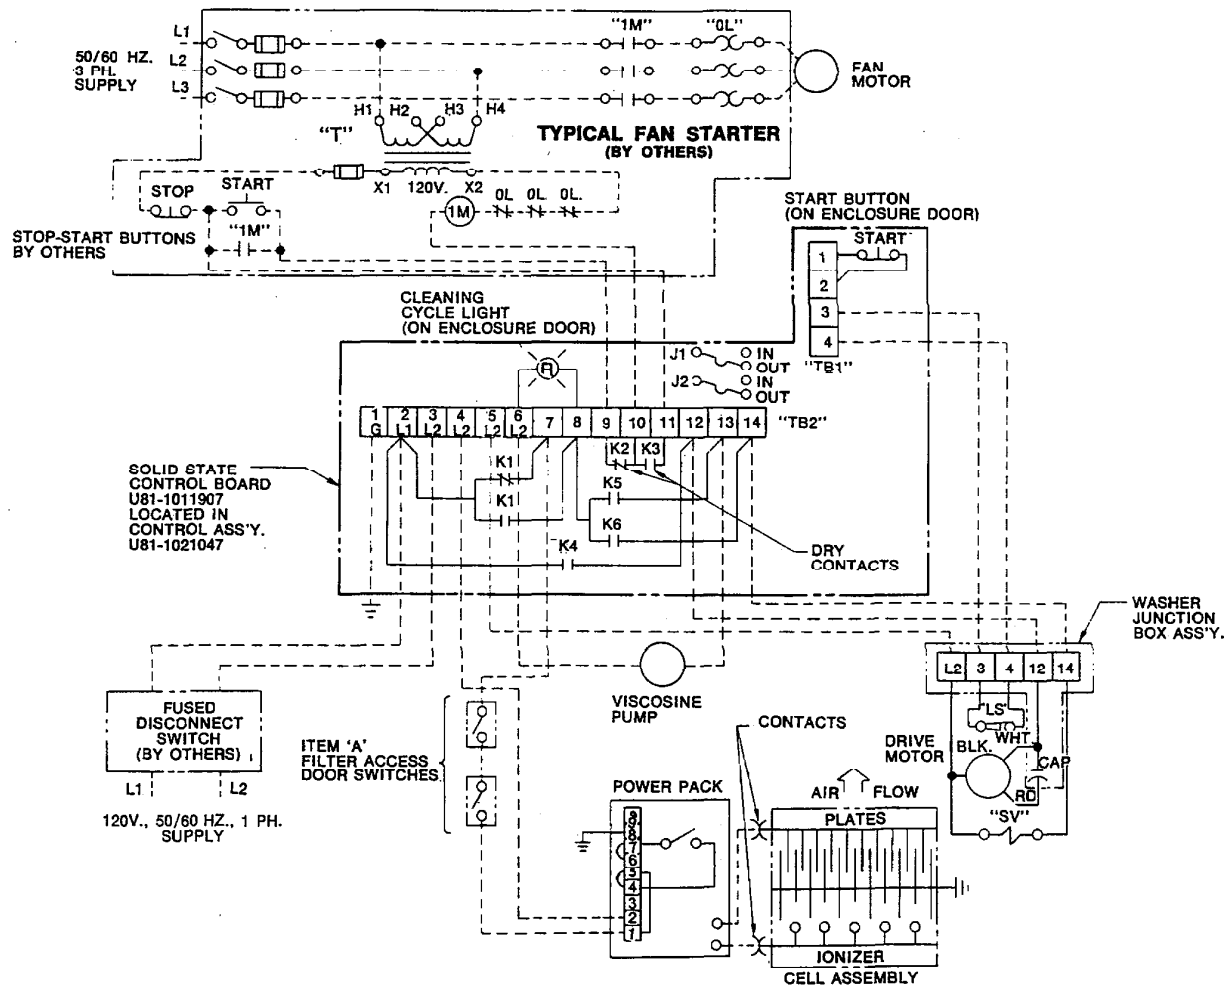 L1
L2
L3
50/60 HZ.
3 PH.
SUPPLY
"1M"
"OL"
FAN
MOTOR
H1
H2
H3
H4
"T"
TYPICAL FAN STARTER
(BY OTHERS)
X1
120V.
X2
STOP
START
"1M"
1M
OL
OL.
OL.
STOP-START BUTTONS
BY OTHERS
START BUTTON
(ON ENCLOSURE DOOR)
START
1
2
3
4
"TB1"
CLEANING
CYCLE LIGHT
(ON ENCLOSURE DOOR)
R
J1
IN
OUT
J2
IN
OUT
1 2 3 4 5 6 7 8 9 10 11 12 13 14
G L1 L2 L2 L2 L2
"TB2"
K1
K1
K2
K3
K5
K6
K4
DRY
CONTACTS
SOLID STATE
CONTROL BOARD
U81-1011907
LOCATED IN
CONTROL ASS'Y.
U81-1021047
WASHER
JUNCTION
BOX ASS'Y.
L2 3 4 12 14
"LS"
WHT
DRIVE
MOTOR
BLK.
CAP
RD
"SV"
FUSED
DISCONNECT
SWITCH
(BY OTHERS)
L1
L2
120V., 50/60 HZ., 1 PH.
SUPPLY
ITEM 'A'
FILTER ACCESS
DOOR SWITCHES
VISCOSINE
PUMP
CONTACTS
POWER PACK
9
8
7
6
5
4
3
2
1
AIR FLOW
PLATES
IONIZER
CELL ASSEMBLY